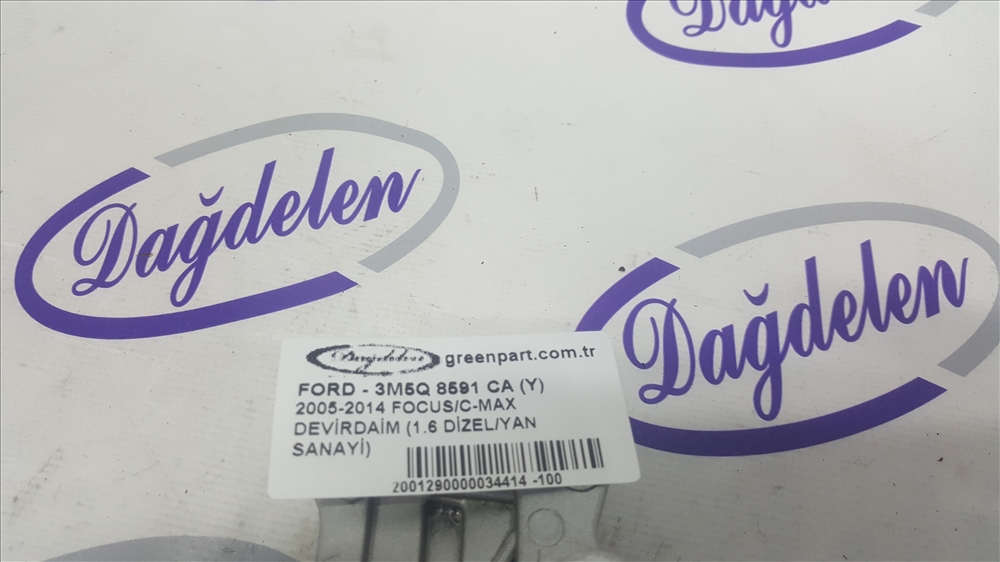 Dağdelen
Dağdelen
Dağdelen
Dağdelen greenpart.com.tr
FORD - 3M5Q 8591 CA (Y)
2005-2014 FOCUS/C-MAX
DEVİRDAİM (1.6 DİZEL/YAN
SANAYİ)
2001290000034414 -100